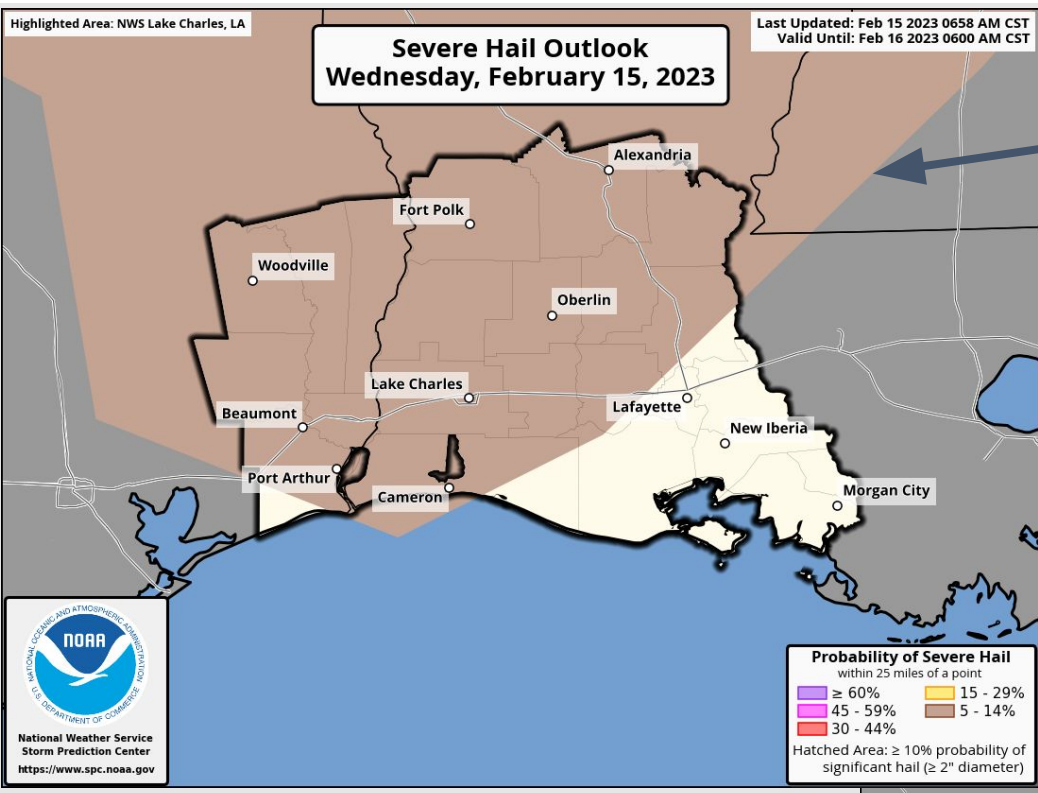 Highlighted Area: NWS Lake Charles, LA
Last Updated: Feb 15 2023 0658 AM CST
Valid Until: Feb 16 2023 0600 AM CST
Severe Hail Outlook
Wednesday, February 15, 2023
Alexandria
Fort Polk
Woodville
Oberlin
Lake Charles
Beaumont
Lafayette
New Iberia
Port Arthur
Cameron
Morgan City
NATIONAL OCEANIC AND ATMOSPHERIC ADMINISTRATION
NOAA
U.S. DEPARTMENT OF COMMERCE
National Weather Service
Storm Prediction Center
https://www.spc.noaa.gov
Probability of Severe Hail
within 25 miles of a point
≥ 60%
45 - 59%
30 - 44%
15 - 29%
5 - 14%
Hatched Area: ≥ 10% probability of
significant hail (≥ 2" diameter)